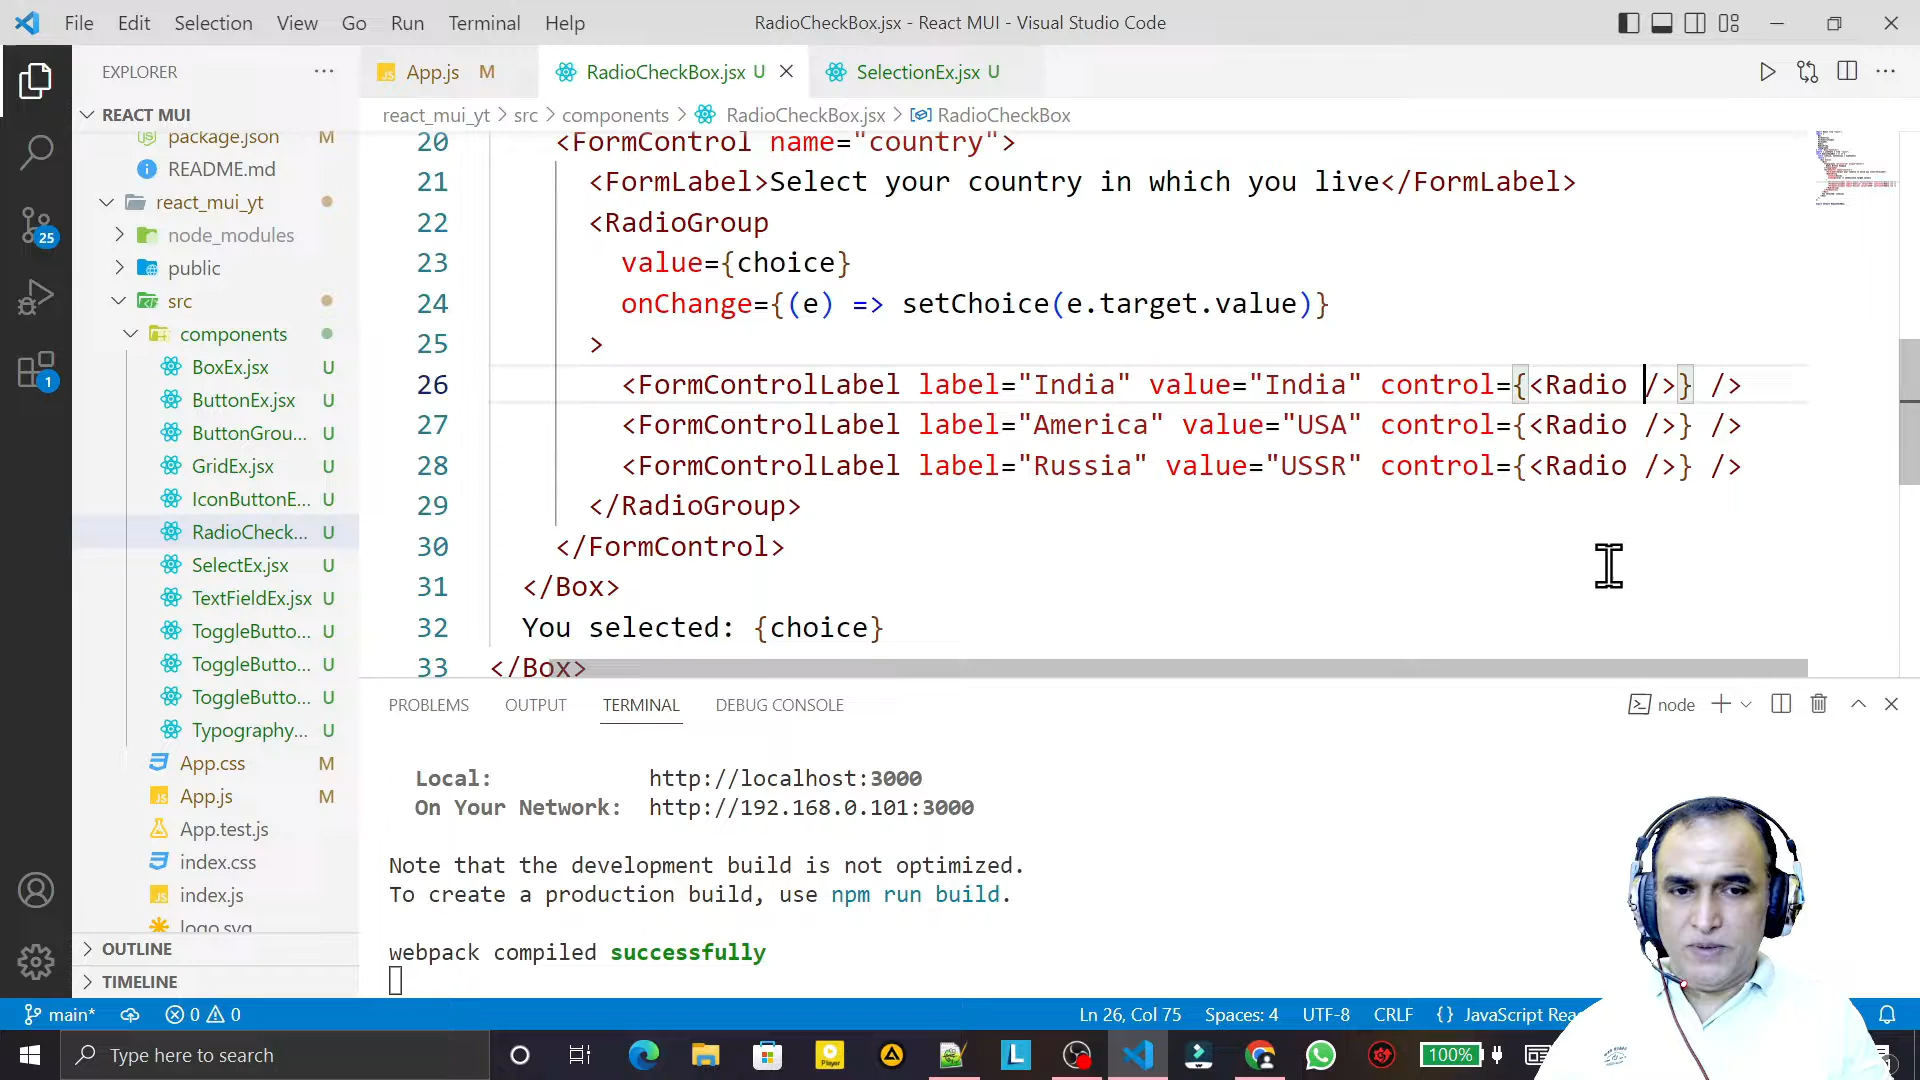 File Edit Selection View Go Run Terminal Help RadioCheckBox.jsx - React MUI - Visual Studio Code
EXPLORER
App.js M RadioCheckBox.jsx U SelectionEx.jsx U
REACT MUI
react_mui_yt > src > components > RadioCheckBox.jsx > RadioCheckBox
package.json M
README.md
react_mui_yt
node_modules
public
src
components
BoxEx.jsx U
ButtonEx.jsx U
ButtonGrou... U
GridEx.jsx U
IconButtonE... U
RadioCheck... U
SelectEx.jsx U
TextFieldEx.jsx U
ToggleButto... U
ToggleButto... U
ToggleButto... U
Typography... U
App.css M
App.js M
App.test.js
index.css
index.js
logo.svg
OUTLINE
TIMELINE
25
1
20 <FormControl name="country">
21 <FormLabel>Select your country in which you live</FormLabel>
22 <RadioGroup
23 value={choice}
24 onChange={(e) => setChoice(e.target.value)}
25 >
26 <FormControlLabel label="India" value="India" control={<Radio />} />
27 <FormControlLabel label="America" value="USA" control={<Radio />} />
28 <FormControlLabel label="Russia" value="USSR" control={<Radio />} />
29 </RadioGroup>
30 </FormControl>
31 </Box>
32 You selected: {choice}
33 </Box>
PROBLEMS OUTPUT TERMINAL DEBUG CONSOLE node
Local: http://localhost:3000
On Your Network: http://192.168.0.101:3000
Note that the development build is not optimized.
To create a production build, use npm run build.
webpack compiled successfully
main* 0 0 Ln 26, Col 75 Spaces: 4 UTF-8 CRLF {} JavaScript Rea
Type here to search Player L 100%